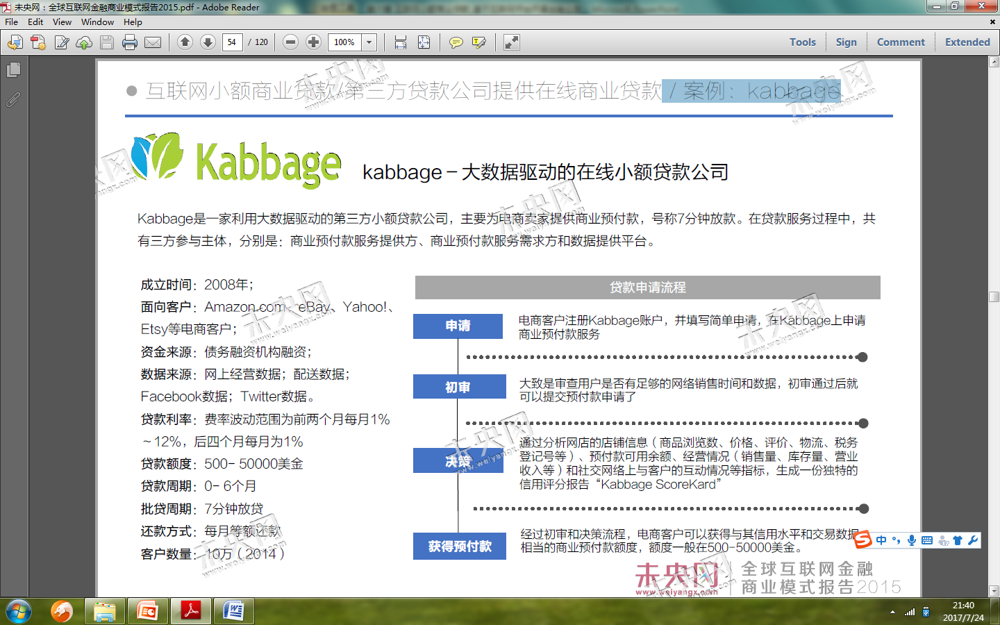 未央网：全球互联网金融商业模式报告2015.pdf - Adobe Reader
File Edit View Window Help
54 / 120 100% Tools Sign Comment Extended
互联网小额商业贷款/第三方贷款公司提供在线商业贷款 / 案例：kabbage
Kabbage
kabbage－大数据驱动的在线小额贷款公司
Kabbage是一家利用大数据驱动的第三方小额贷款公司，主要为电商卖家提供商业预付款，号称7分钟放款。在贷款服务过程中，共
有三方参与主体，分别是：商业预付款服务提供方、商业预付款服务需求方和数据提供平台。
成立时间：2008年；
面向客户：Amazon.com、eBay、Yahoo!、
Etsy等电商客户；
资金来源：债务融资机构融资；
数据来源：网上经营数据；配送数据；
Facebook数据；Twitter数据。
贷款利率：费率波动范围为前两个月每月1%
～12%，后四个月每月为1%
贷款额度：500- 50000美金
贷款周期：0- 6个月
批贷周期：7分钟放贷
还款方式：每月等额还款
客户数量：10万（2014）
贷款申请流程
申请
电商客户注册Kabbage账户，并填写简单申请，在Kabbage上申请
商业预付款服务
初审
大致是审查用户是否有足够的网络销售时间和数据，初审通过后就
可以提交预付款申请了
决策
通过分析网店的店铺信息（商品浏览数、价格、评价、物流、税务
登记号等）、预付款可用余额、经营情况（销售量、库存量、营业
收入等）和社交网络上与客户的互动情况等指标，生成一份独特的
信用评分报告“Kabbage ScoreKard”
获得预付款
经过初审和决策流程，电商客户可以获得与其信用水平和交易数据
相当的商业预付款额度，额度一般在500-50000美金。
中
未央网
www.weiyangx.com
全球互联网金融
商业模式报告2015
21:40
2017/7/24